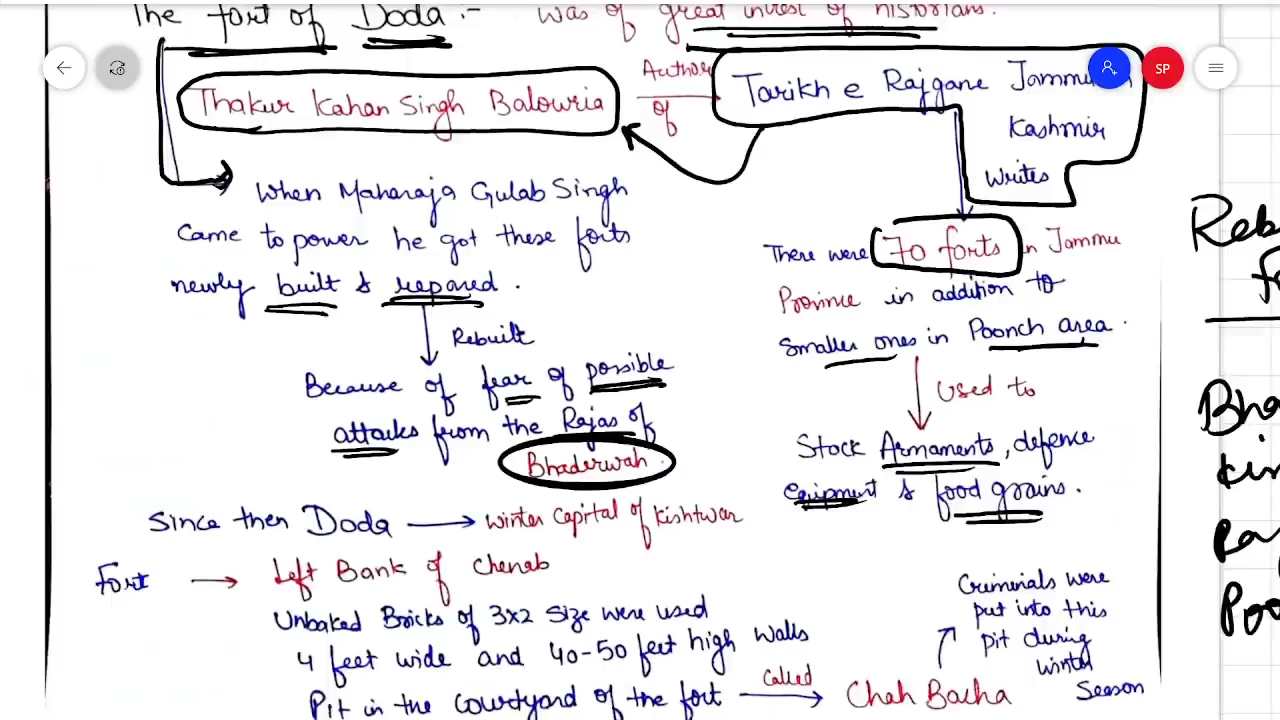 The fort of Doda :- was of great invest of historians.
Thakur Kahan Singh Balowria
Author of
Tarikh e Rajgane Jammu
Kashmir
writes
SP
When Maharaja Gulab Singh
came to power he got these forts
newly built & repared.
Rebuilt
Because of fear of possible
attacks from the Rajas of
Bhaderwah.
There were 70 forts in Jammu
Province in addition to
smaller ones in Poonch area.
Used to
Stock Armaments, defence
equipment & food grains.
Since then Doda → winter capital of Kishtwar
Fort → Left Bank of Chenab
Unbaked Bricks of 3x2 size were used
4 feet wide and 40-50 feet high walls
Pit in the courtyard of the fort called → Chah Bacha
Criminals were
put into this
pit during
winter
Season
Reb